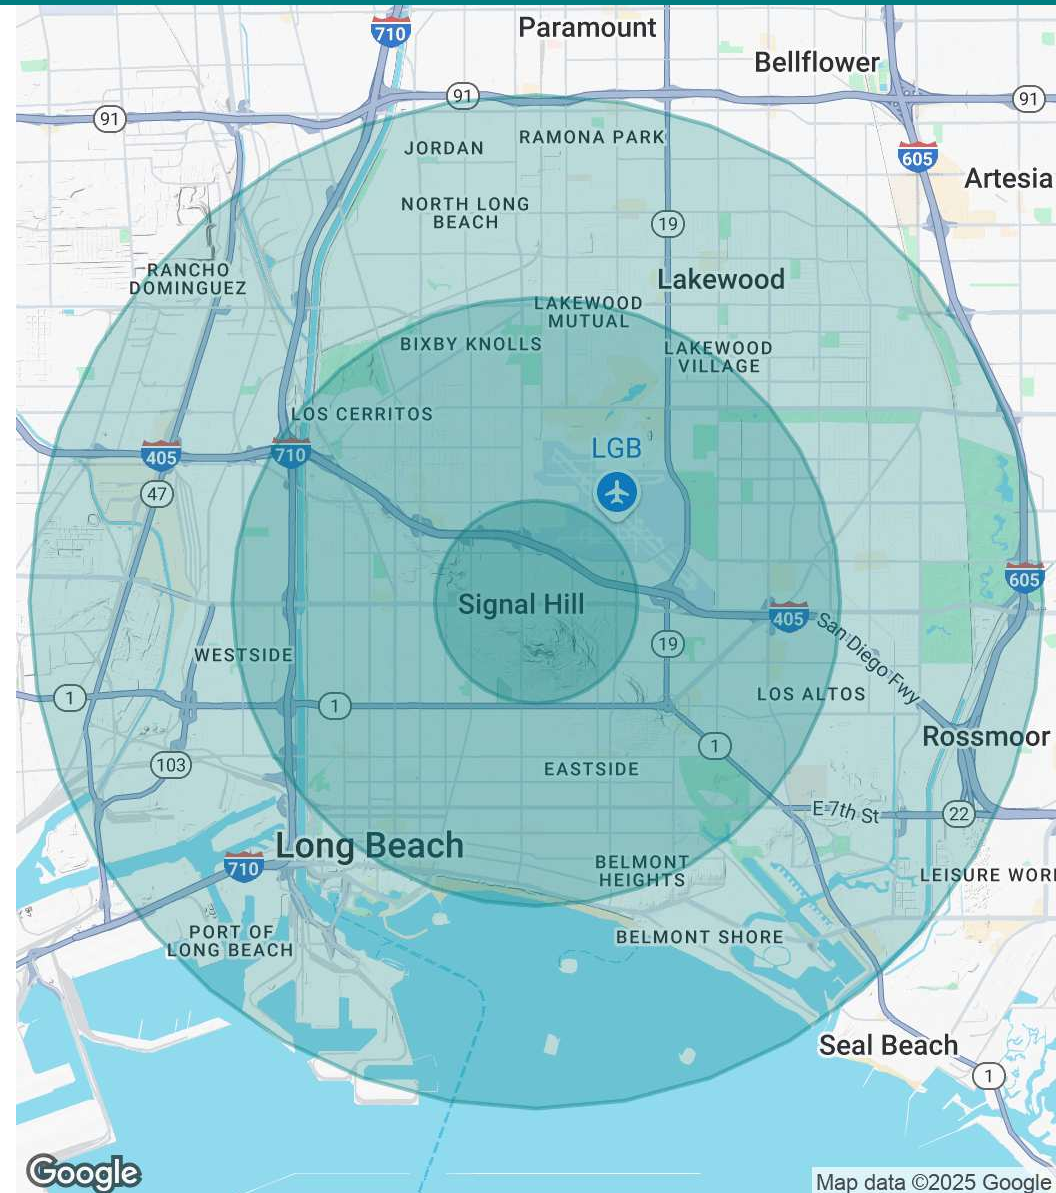 Paramount
710
Bellflower
91
91
91
RAMONA PARK
JORDAN
605
Artesia
NORTH LONG
BEACH
19
RANCHO
DOMINGUEZ
Lakewood
LAKEWOOD
MUTUAL
BIXBY KNOLLS
LAKEWOOD
VILLAGE
LOS CERRITOS
405
710
LGB
47
605
Signal Hill
405
San Diego Fwy
19
WESTSIDE
1
1
LOS ALTOS
Rossmoor
1
103
EASTSIDE
E 7th St
22
Long Beach
710
BELMONT
HEIGHTS
LEISURE WORL
PORT OF
LONG BEACH
BELMONT SHORE
Seal Beach
1
Google
Map data ©2025 Google